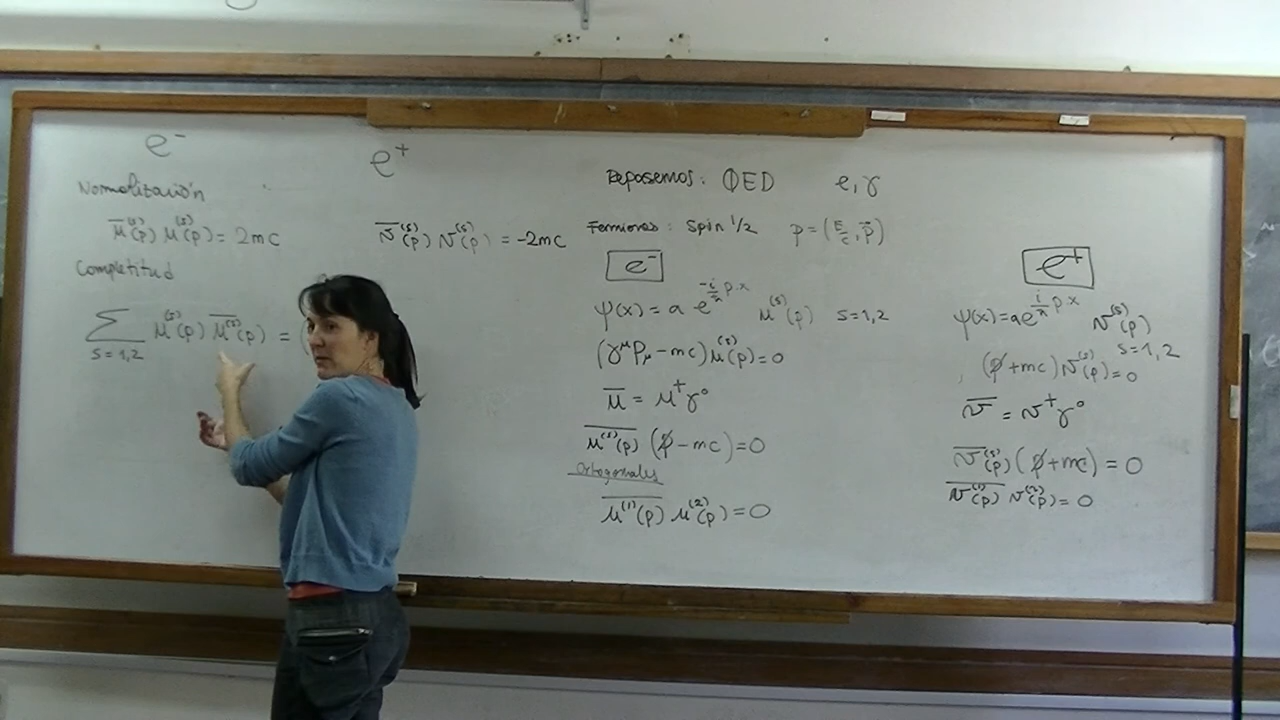 e⁻
e⁺
Normalización
u̅⁽ˢ⁾(p) u⁽ˢ⁾(p) = 2mc
v̅⁽ˢ⁾(p) v⁽ˢ⁾(p) = -2mc
Completitud
∑ s=1,2 u⁽ˢ⁾(p) u̅⁽ˢ⁾(p) = (
Repasemos: QED e, γ
Fermiones: Spin 1/2 p = (E/c, p⃗)
e⁻
ψ(x) = a e^(-i/ħ p.x) u⁽ˢ⁾(p) s=1,2
(γ^μ P_μ - mc) u⁽ˢ⁾(p) = 0
u̅ = u⁺γ⁰
u̅⁽ˢ⁾(p) (p̸ - mc) = 0
Ortogonales
u̅⁽¹⁾(p) u⁽²⁾(p) = 0
e⁺
ψ(x) = a e^(i/ħ p.x) v⁽ˢ⁾(p)
s=1,2
(p̸ + mc) v⁽ˢ⁾(p) = 0
v̅ = v⁺γ⁰
v̅⁽ˢ⁾(p) (p̸ + mc) = 0
v̅⁽¹⁾(p) v⁽²⁾(p) = 0